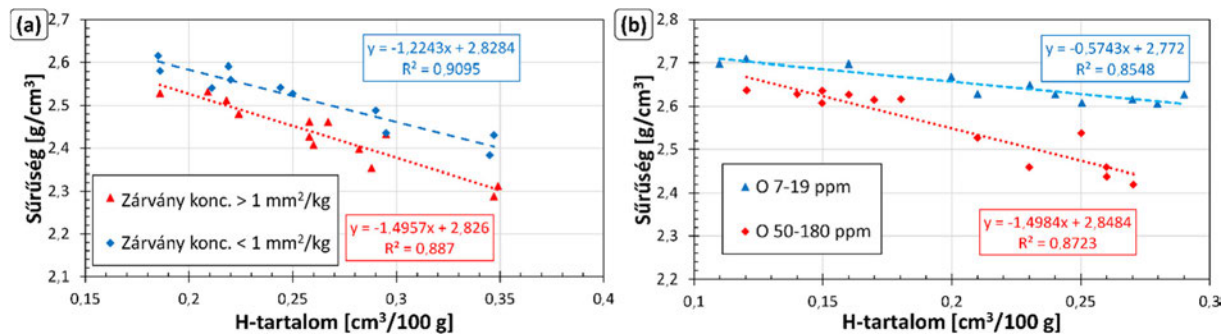 (a)
2,7
2,6
2,5
2,4
2,3
2,2
2,1
Sűrűség [g/cm³]
y = -1,2243x + 2,8284
R² = 0,9095
Zárvány konc. > 1 mm²/kg
Zárvány konc. < 1 mm²/kg
y = -1,4957x + 2,826
R² = 0,887
0,15 0,2 0,25 0,3 0,35 0,4
H-tartalom [cm³/100 g]
(b)
2,8
2,7
2,6
2,5
2,4
2,3
2,2
Sűrűség [g/cm³]
y = -0,5743x + 2,772
R² = 0,8548
O 7-19 ppm
O 50-180 ppm
y = -1,4984x + 2,8484
R² = 0,8723
0,1 0,15 0,2 0,25 0,3
H-tartalom [cm³/100 g]